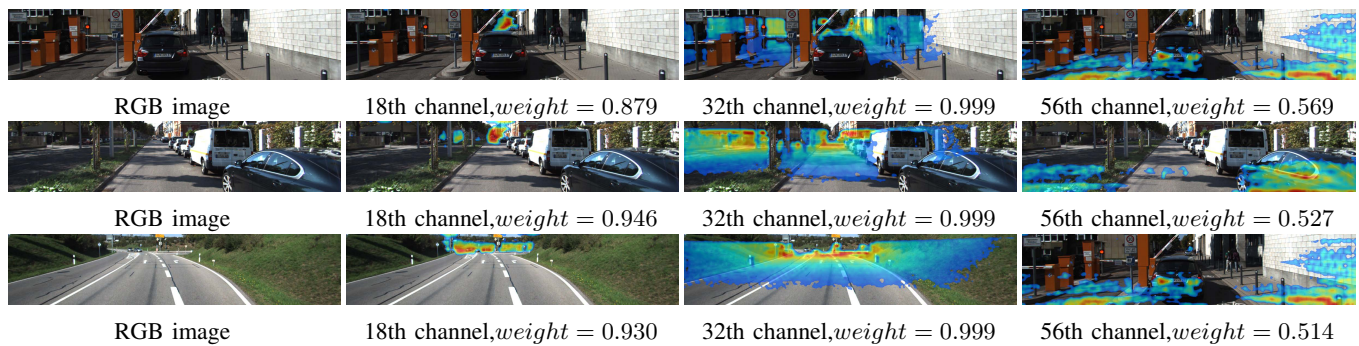 RGB image 18th channel,weight = 0.879 32th channel,weight = 0.999 56th channel,weight = 0.569
RGB image 18th channel,weight = 0.946 32th channel,weight = 0.999 56th channel,weight = 0.527
RGB image 18th channel,weight = 0.930 32th channel,weight = 0.999 56th channel,weight = 0.514